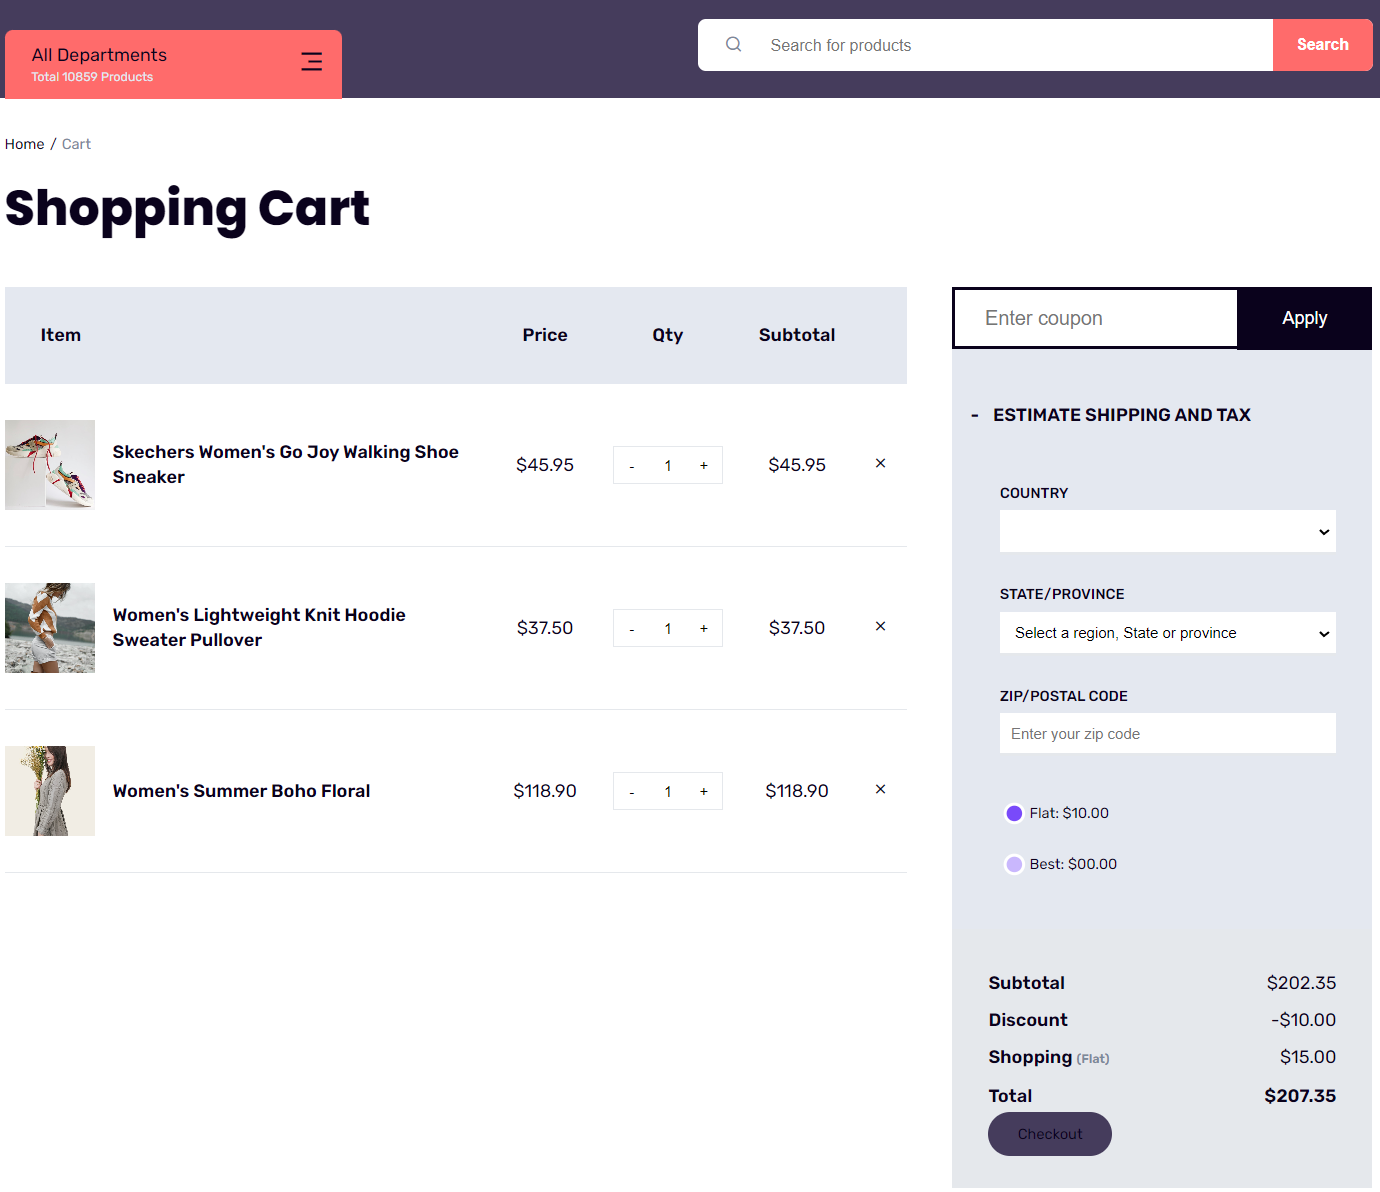 All Departments
Total 10859 Products
Search for products
Search
Home / Cart
Shopping Cart
Item Price Qty Subtotal
Skechers Women's Go Joy Walking Shoe
Sneaker
$45.95 - 1 + $45.95 ×
Women's Lightweight Knit Hoodie
Sweater Pullover
$37.50 - 1 + $37.50 ×
Women's Summer Boho Floral
$118.90 - 1 + $118.90 ×
Enter coupon Apply
- ESTIMATE SHIPPING AND TAX
COUNTRY
STATE/PROVINCE
Select a region, State or province
ZIP/POSTAL CODE
Enter your zip code
Flat: $10.00
Best: $00.00
Subtotal $202.35
Discount -$10.00
Shopping (Flat) $15.00
Total $207.35
Checkout